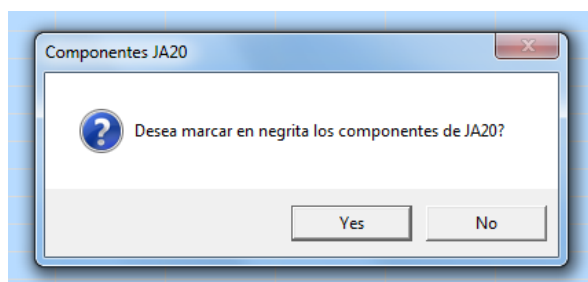 Componentes JA20
Desea marcar en negrita los componentes de JA20?
Yes
No